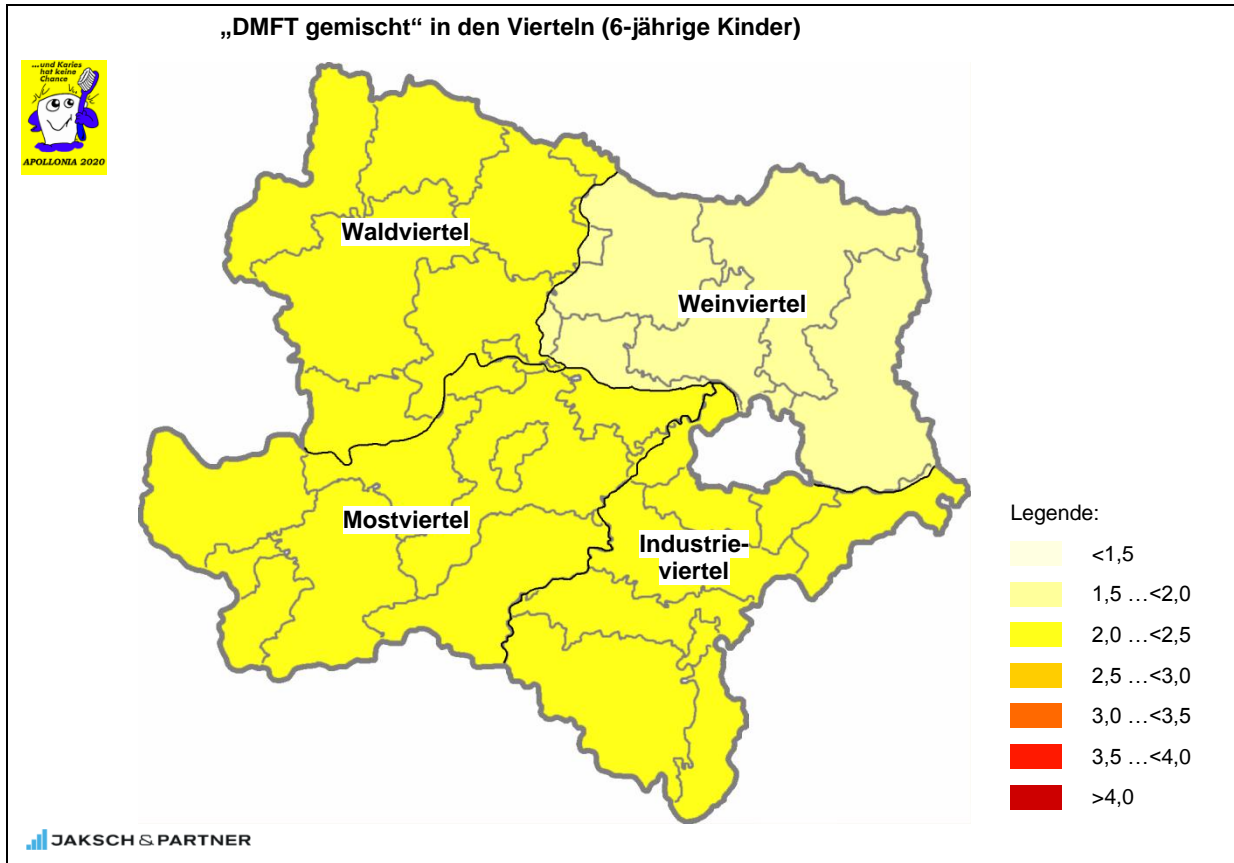 „DMFT gemischt“ in den Vierteln (6-jährige Kinder)
...und Karies
hat keine
Chance
APOLLONIA 2020
Waldviertel
Weinviertel
Mostviertel
Industrie-
viertel
Legende:
<1,5
1,5 …<2,0
2,0 …<2,5
2,5 …<3,0
3,0 …<3,5
3,5 …<4,0
>4,0
JAKSCH & PARTNER